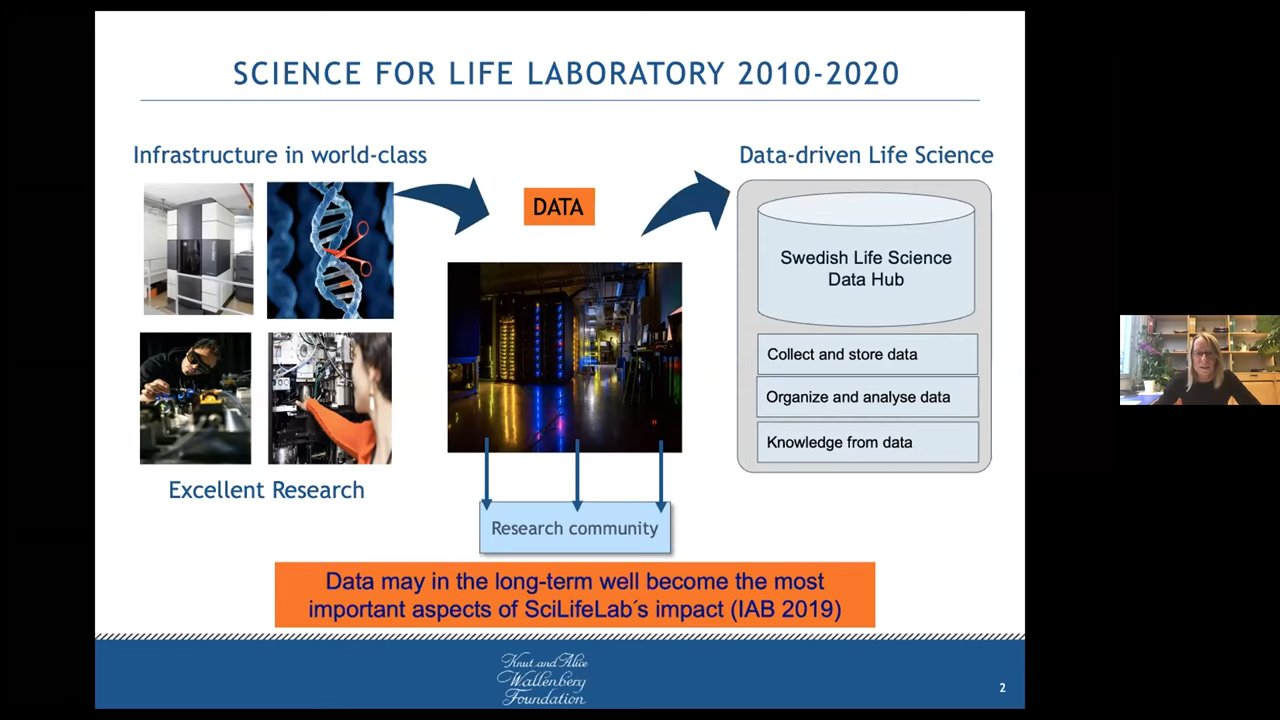 SCIENCE FOR LIFE LABORATORY 2010-2020
Infrastructure in world-class
Excellent Research
DATA
Research community
Data-driven Life Science
Swedish Life Science
Data Hub
Collect and store data
Organize and analyse data
Knowledge from data
Data may in the long-term well become the most
important aspects of SciLifeLab´s impact (IAB 2019)
Knut and Alice
Wallenberg
Foundation
2